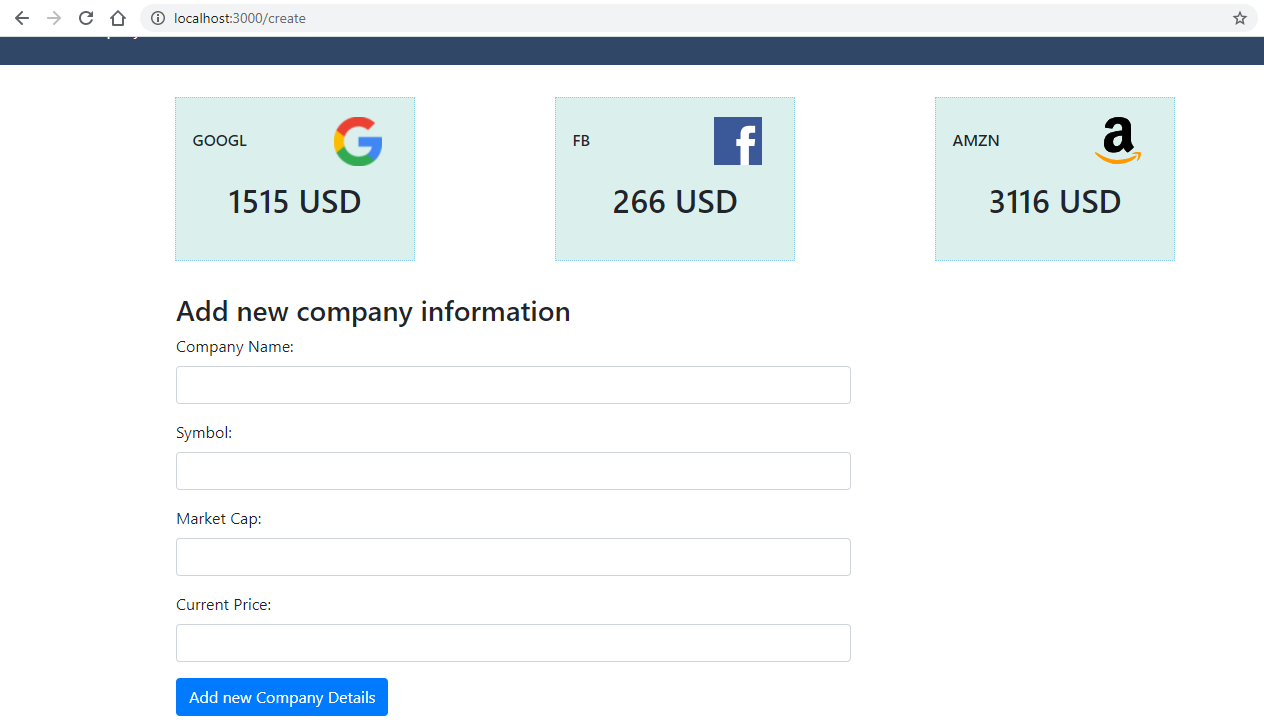 localhost:3000/create
GOOGL
1515 USD
FB
266 USD
AMZN
3116 USD
Add new company information
Company Name:
Symbol:
Market Cap:
Current Price:
Add new Company Details